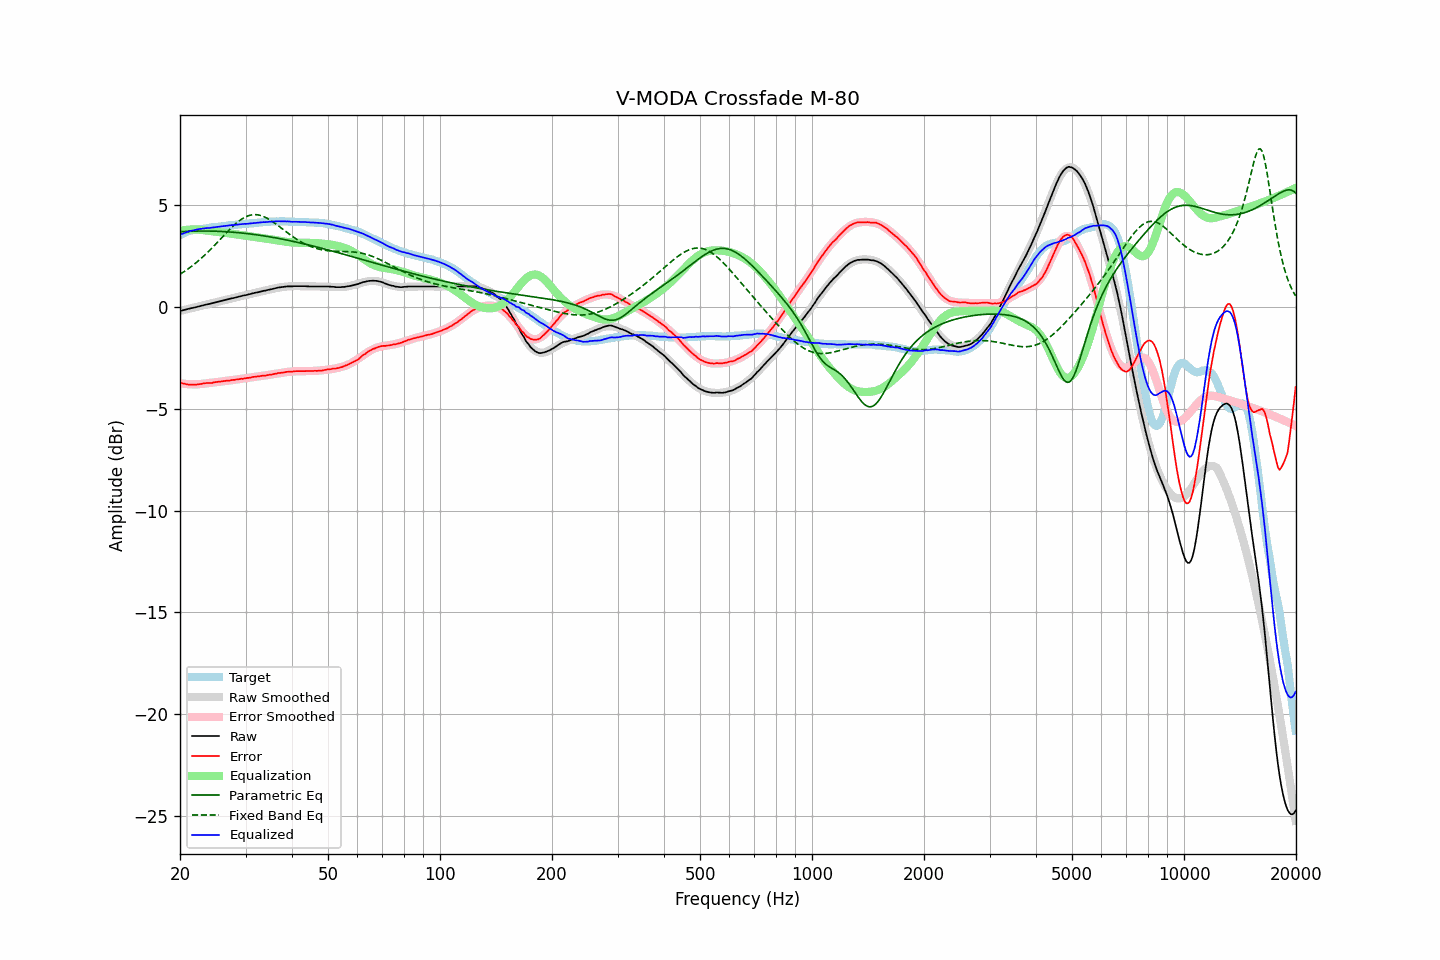 V-MODA Crossfade M-80
Amplitude (dBr)
5
0
−5
−10
−15
−20
−25
Target
Raw Smoothed
Error Smoothed
Raw
Error
Equalization
Parametric Eq
Fixed Band Eq
Equalized
20 50 100 200 500 1000 2000 5000 10000 20000
Frequency (Hz)